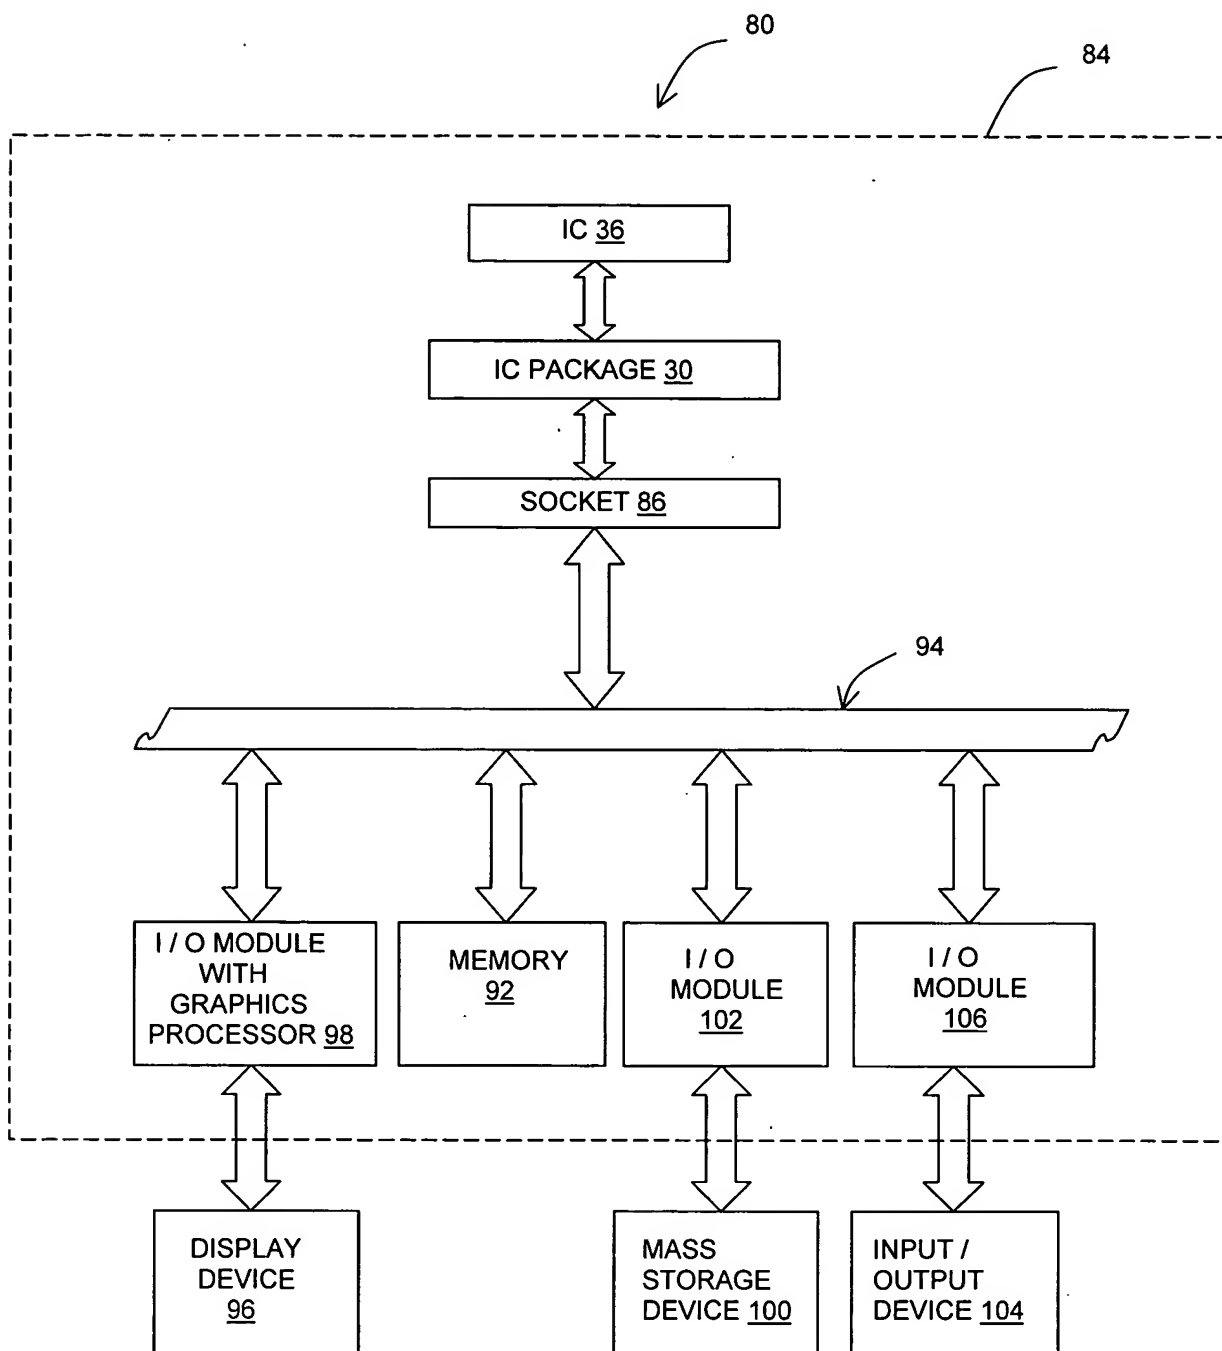 80
84
IC 36
IC PACKAGE 30
SOCKET 86
94
I / O MODULE
WITH
GRAPHICS
PROCESSOR 98
MEMORY
92
I / O
MODULE
102
I / O
MODULE
106
DISPLAY
DEVICE
96
MASS
STORAGE
DEVICE 100
INPUT /
OUTPUT
DEVICE 104